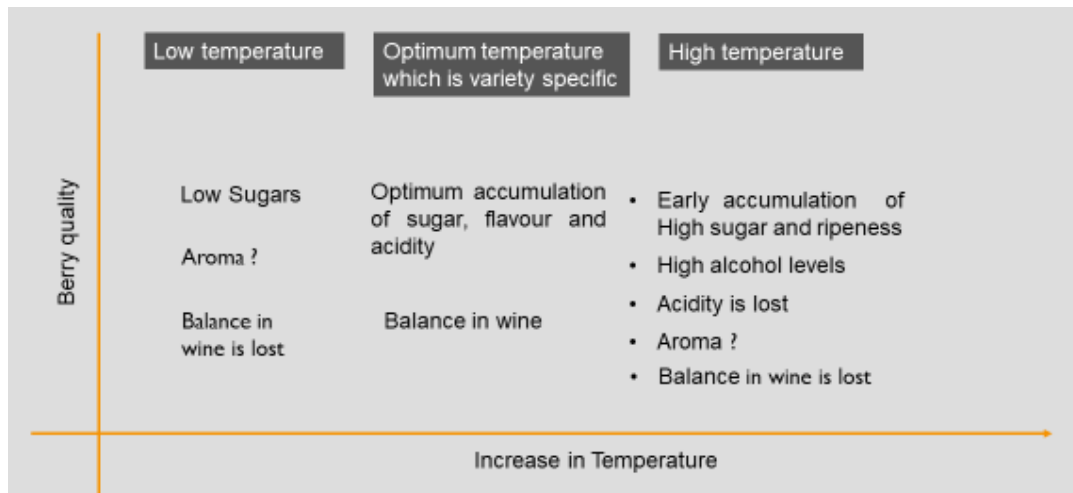 Low temperature
Optimum temperature
which is variety specific
High temperature
Berry quality
Low Sugars
Aroma ?
Balance in
wine is lost
Optimum accumulation
of sugar, flavour and
acidity
Balance in wine
• Early accumulation of
High sugar and ripeness
• High alcohol levels
• Acidity is lost
• Aroma ?
• Balance in wine is lost
Increase in Temperature